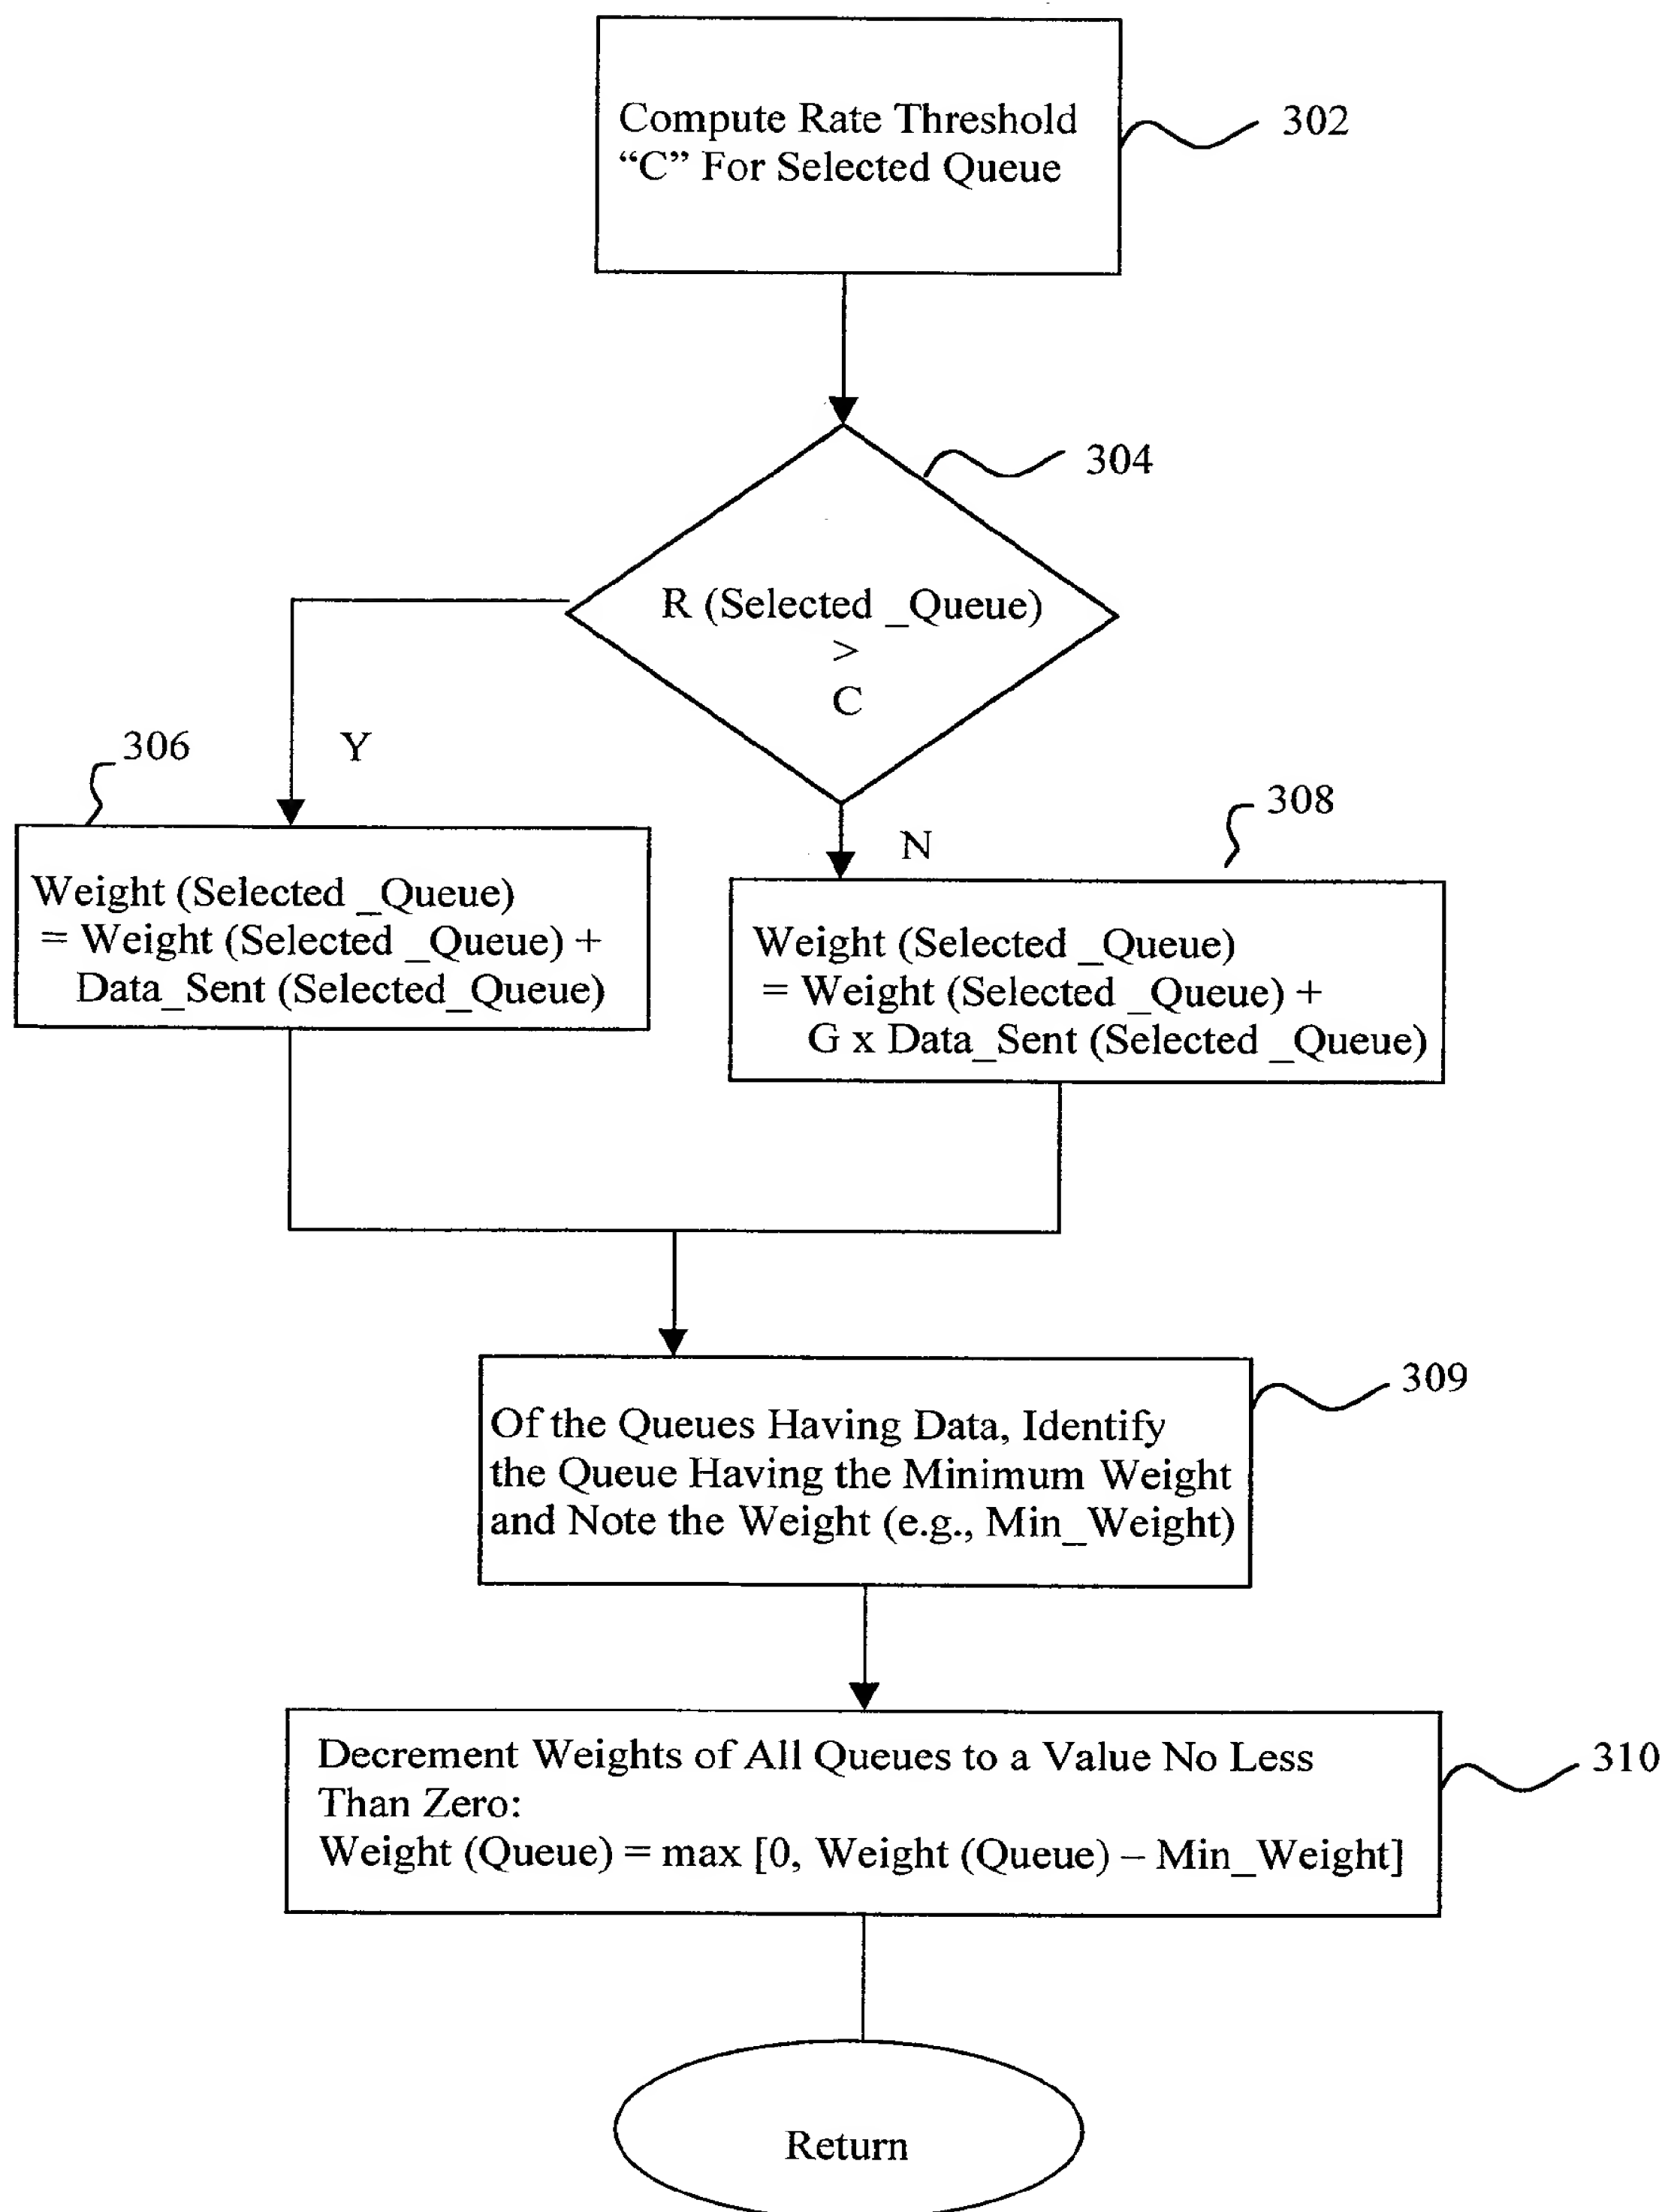 Compute Rate Threshold
“C” For Selected Queue
302
304
R (Selected _Queue)
>
C
Y
306
N
308
Weight (Selected _Queue)
= Weight (Selected _Queue) +
Data_Sent (Selected_Queue)
Weight (Selected _Queue)
= Weight (Selected _Queue) +
G x Data_Sent (Selected _Queue)
309
Of the Queues Having Data, Identify
the Queue Having the Minimum Weight
and Note the Weight (e.g., Min_Weight)
310
Decrement Weights of All Queues to a Value No Less
Than Zero:
Weight (Queue) = max [0, Weight (Queue) – Min_Weight]
Return